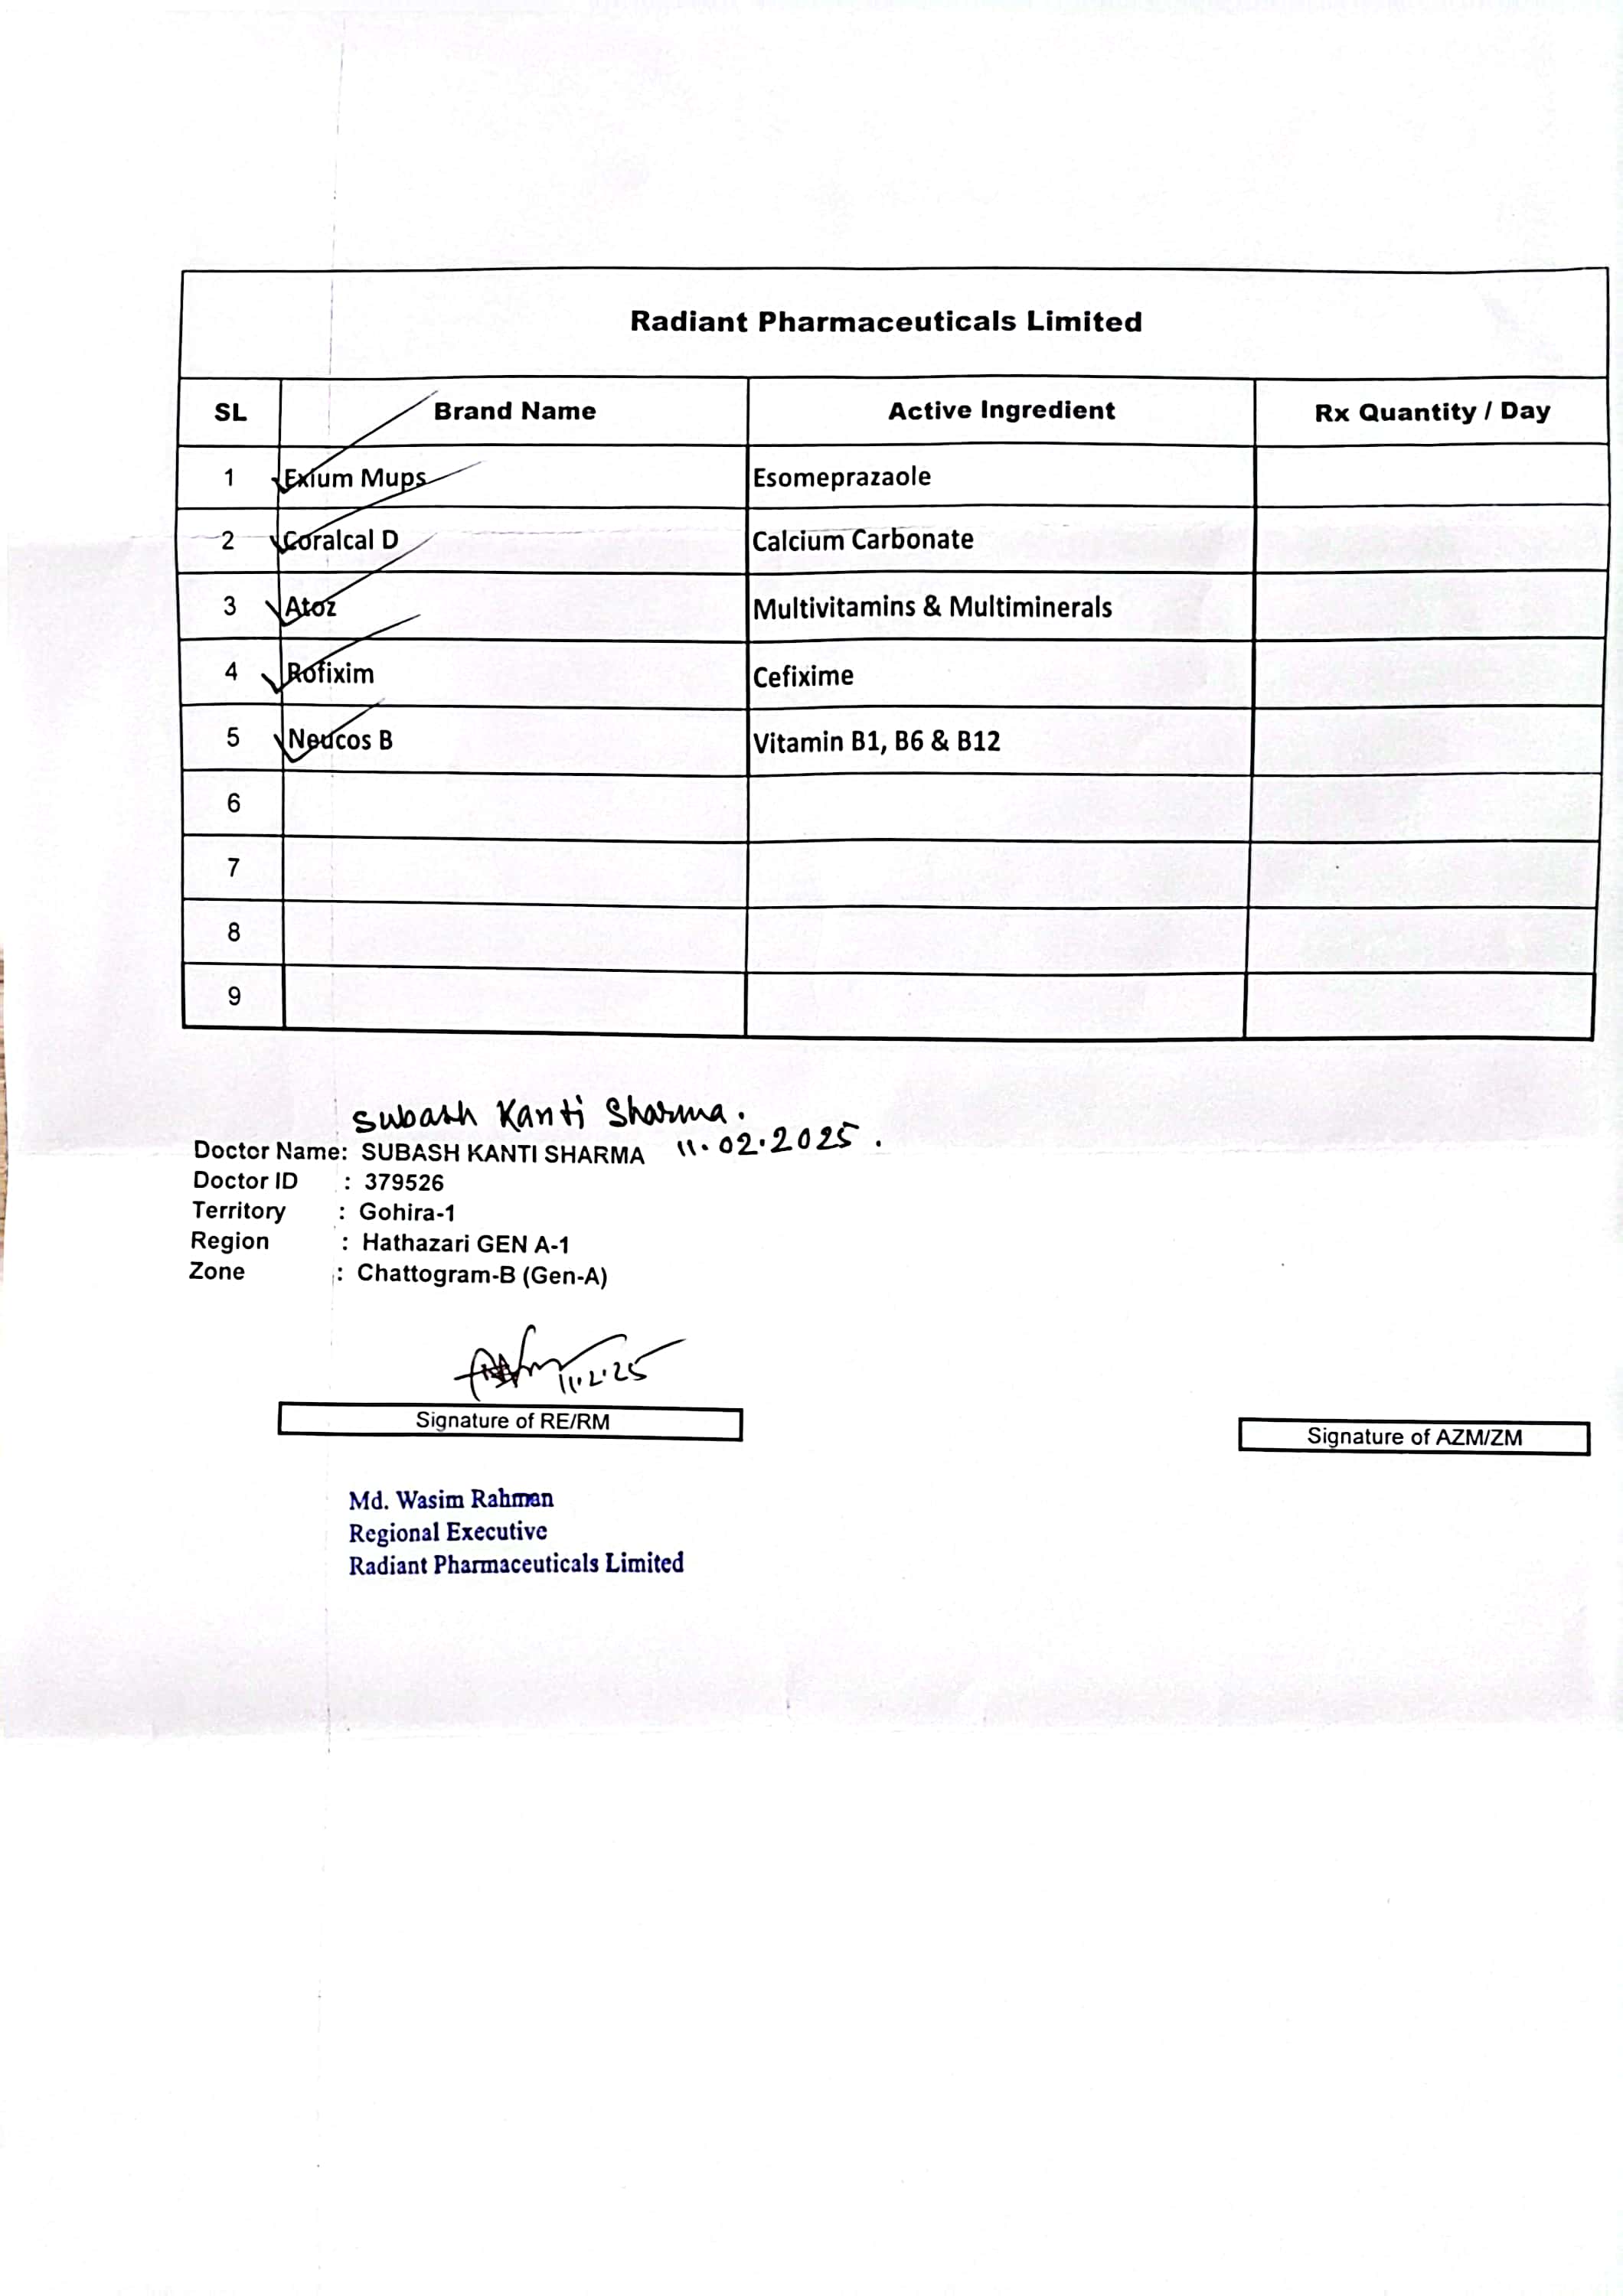 Radiant Pharmaceuticals Limited
SL Brand Name Active Ingredient Rx Quantity / Day
1 Exium Mups Esomeprazaole
2 Coralcal D Calcium Carbonate
3 Atoz Multivitamins & Multiminerals
4 Rofixim Cefixime
5 Neucos B Vitamin B1, B6 & B12
6
7
8
9
Subash Kanti Sharma.
Doctor Name: SUBASH KANTI SHARMA 11.02.2025.
Doctor ID : 379526
Territory : Gohira-1
Region : Hathazari GEN A-1
Zone : Chattogram-B (Gen-A)
11.2.25
Signature of RE/RM Signature of AZM/ZM
Md. Wasim Rahman
Regional Executive
Radiant Pharmaceuticals Limited